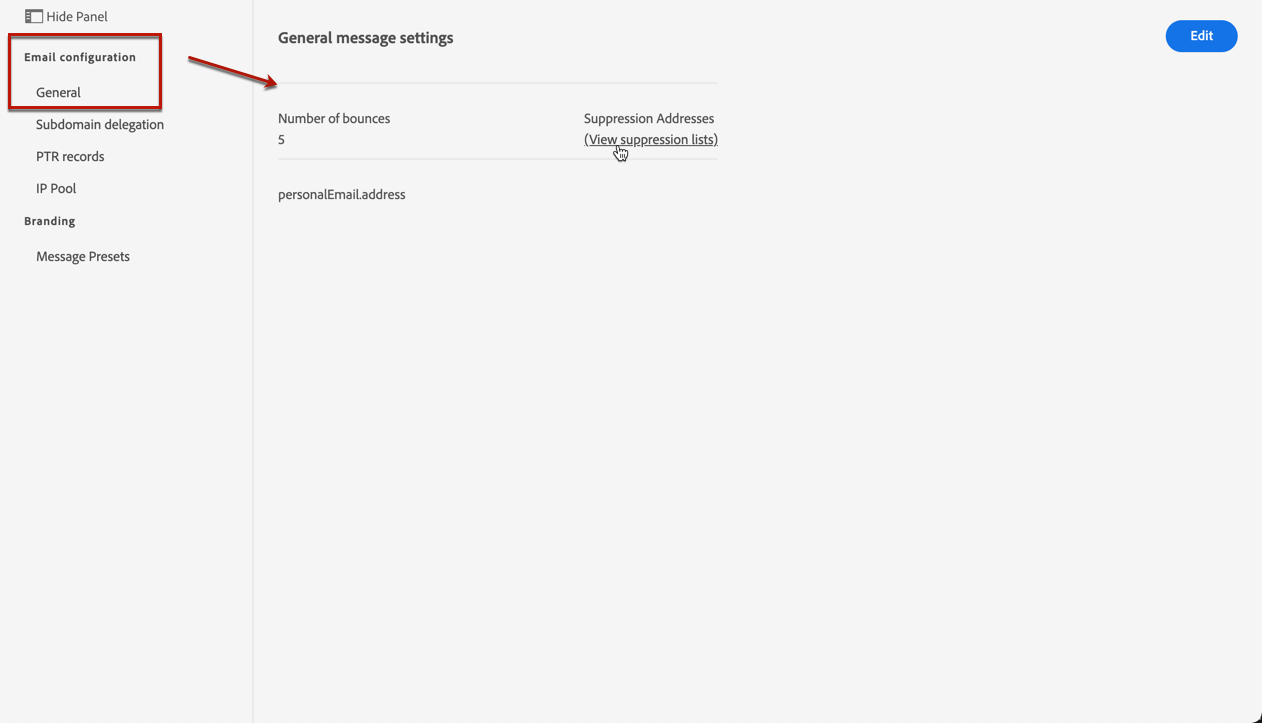 Hide Panel
Email configuration
General
Subdomain delegation
PTR records
IP Pool
Branding
Message Presets
General message settings
Edit
Number of bounces
5
Suppression Addresses
(View suppression lists)
personalEmail.address